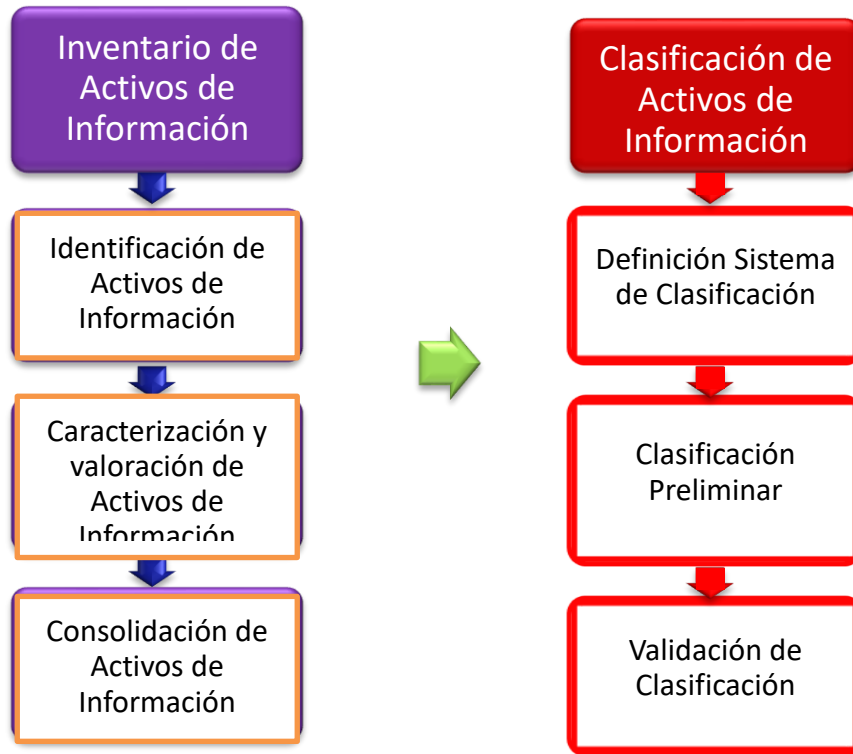 Inventario de
Activos de
Información
Identificación de
Activos de
Información
Caracterización y
valoración de
Activos de
Información
Consolidación de
Activos de
Información
Clasificación de
Activos de
Información
Definición Sistema
de Clasificación
Clasificación
Preliminar
Validación de
Clasificación